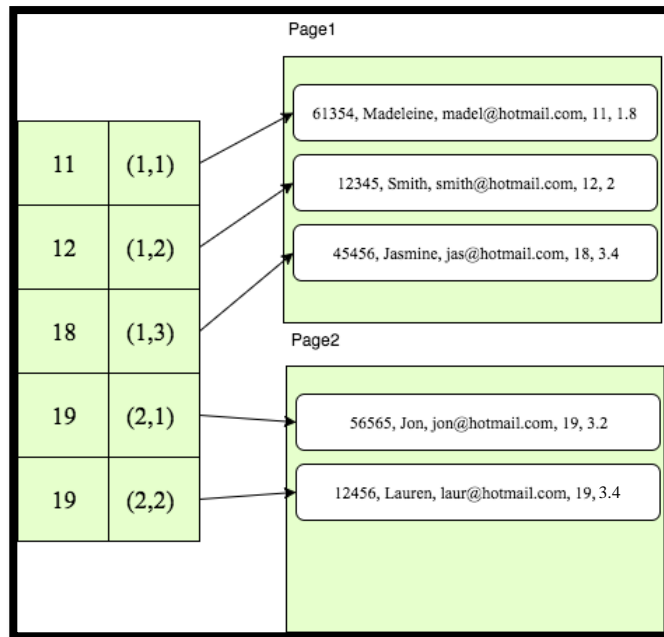 Page1
61354, Madeleine, madel@hotmail.com, 11, 1.8
11 (1,1)
12345, Smith, smith@hotmail.com, 12, 2
12 (1,2)
45456, Jasmine, jas@hotmail.com, 18, 3.4
18 (1,3)
Page2
19 (2,1)
56565, Jon, jon@hotmail.com, 19, 3.2
19 (2,2)
12456, Lauren, laur@hotmail.com, 19, 3.4